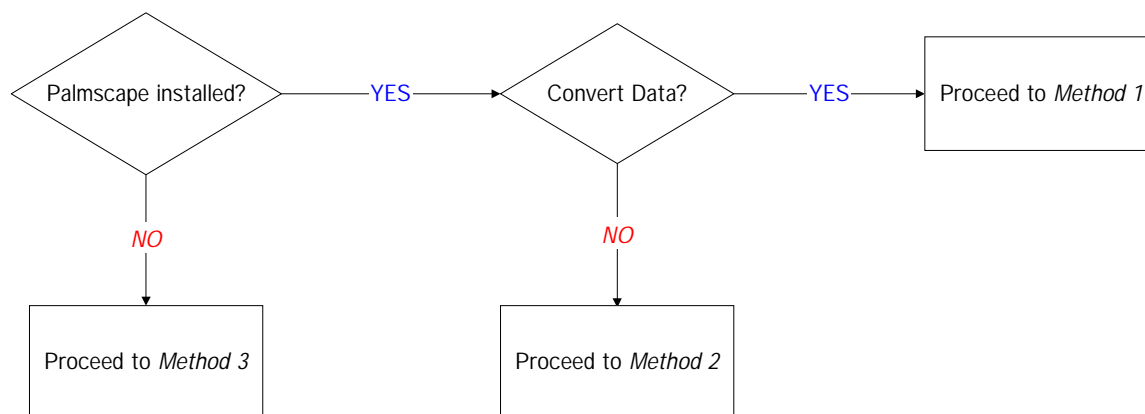 Palmscape installed?
YES
Convert Data?
YES
Proceed to Method 1
NO
NO
Proceed to Method 3
Proceed to Method 2